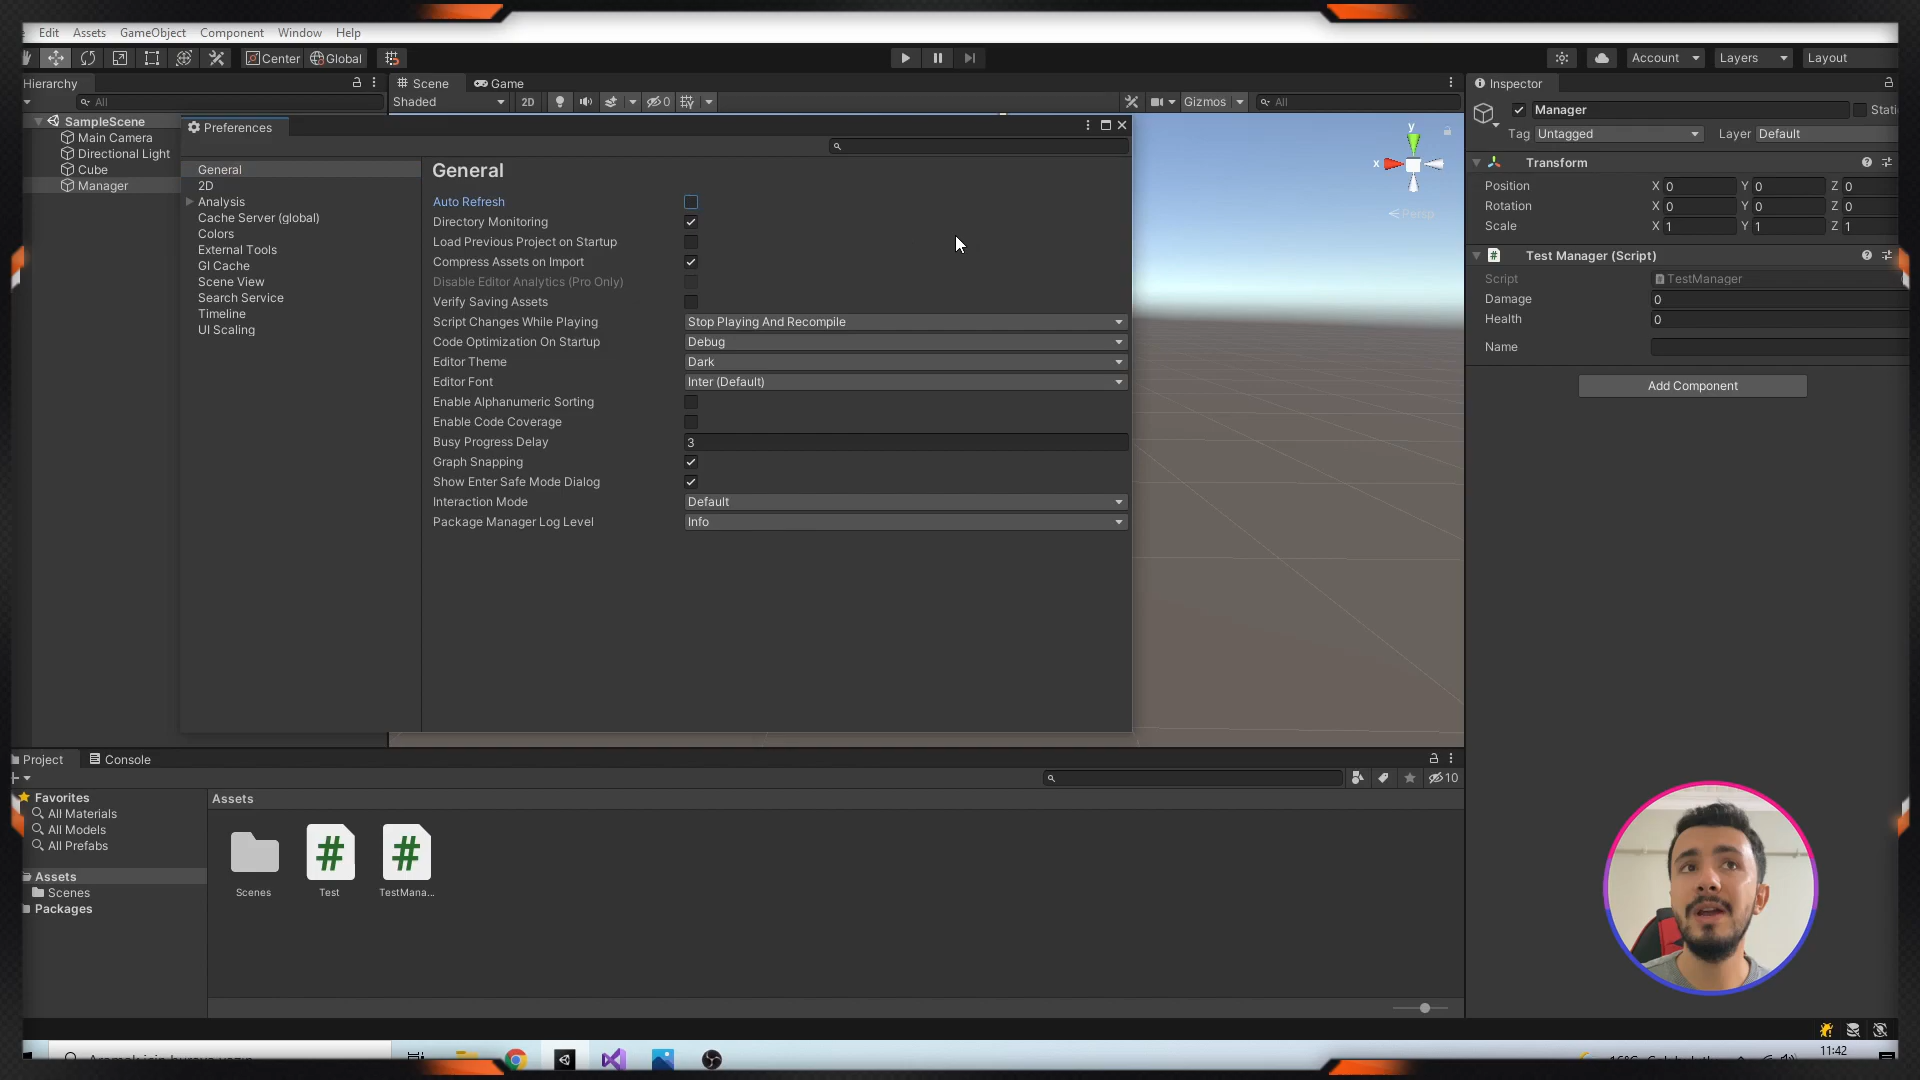 Edit Assets GameObject Component Window Help
Center Global Account Layers Layout
Hierarchy
All
SampleScene
Main Camera
Directional Light
Cube
Manager
Scene Game
Shaded 2D 0 Gizmos All
y
x
Persp
Preferences
General
2D
Analysis
Cache Server (global)
Colors
External Tools
GI Cache
Scene View
Search Service
Timeline
UI Scaling
General
Auto Refresh
Directory Monitoring
Load Previous Project on Startup
Compress Assets on Import
Disable Editor Analytics (Pro Only)
Verify Saving Assets
Script Changes While Playing Stop Playing And Recompile
Code Optimization On Startup Debug
Editor Theme Dark
Editor Font Inter (Default)
Enable Alphanumeric Sorting
Enable Code Coverage
Busy Progress Delay 3
Graph Snapping
Show Enter Safe Mode Dialog
Interaction Mode Default
Package Manager Log Level Info
Inspector
Manager Stati
Tag Untagged Layer Default
Transform
Position X 0 Y 0 Z 0
Rotation X 0 Y 0 Z 0
Scale X 1 Y 1 Z 1
# Test Manager (Script)
Script TestManager
Damage 0
Health 0
Name
Add Component
Project Console
10
Favorites
All Materials
All Models
All Prefabs
Assets
Scenes
Packages
Assets
Scenes
# Test
# TestMana...
11:42